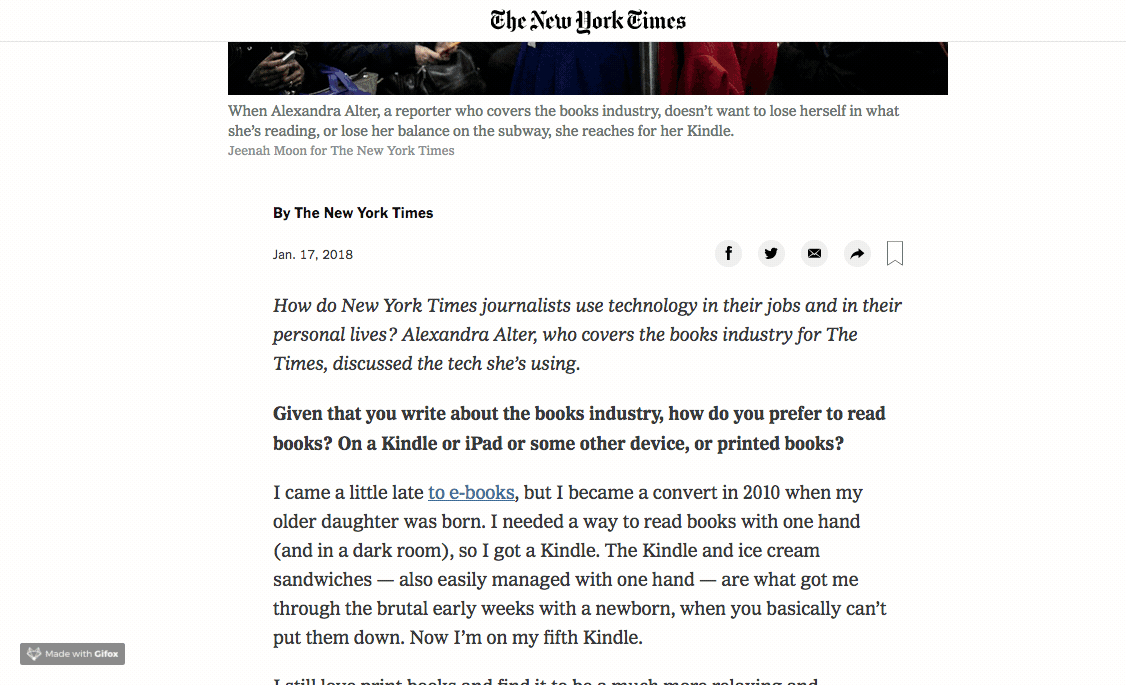 The New York Times
When Alexandra Alter, a reporter who covers the books industry, doesn’t want to lose herself in what
she’s reading, or lose her balance on the subway, she reaches for her Kindle.
Jeenah Moon for The New York Times
By The New York Times
Jan. 17, 2018
How do New York Times journalists use technology in their jobs and in their
personal lives? Alexandra Alter, who covers the books industry for The
Times, discussed the tech she’s using.
Given that you write about the books industry, how do you prefer to read
books? On a Kindle or iPad or some other device, or printed books?
I came a little late to e-books, but I became a convert in 2010 when my
older daughter was born. I needed a way to read books with one hand
(and in a dark room), so I got a Kindle. The Kindle and ice cream
sandwiches — also easily managed with one hand — are what got me
through the brutal early weeks with a newborn, when you basically can’t
put them down. Now I’m on my fifth Kindle.
Made with Gifox
I still love print books and find it to be a much more relaxing and